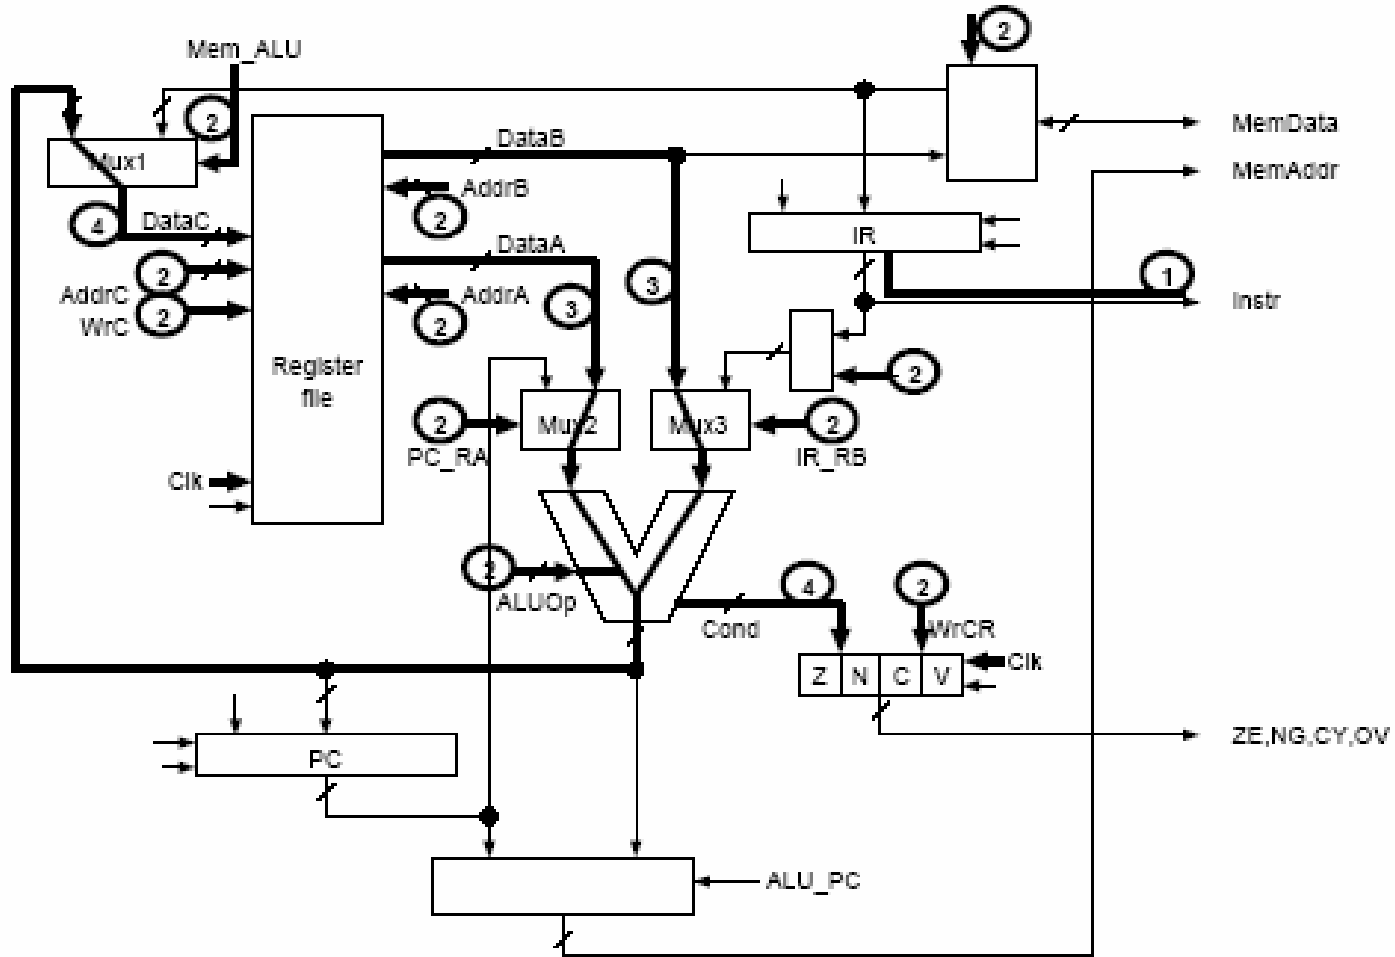 2
Mem_ALU
2
MemData
DataB
Mux1
MemAddr
AddrB
2
4
DataC
IR
DataA
2
1
3
AddrC
3
AddrA
Instr
2
WrC
2
Register
file
2
2
Mux2
Mux3
2
PC_RA
IR_RB
Clk
2
4
2
ALUOp
Cond
WrCR
Clk
Z N C V
ZE,NG,CY,OV
PC
ALU_PC